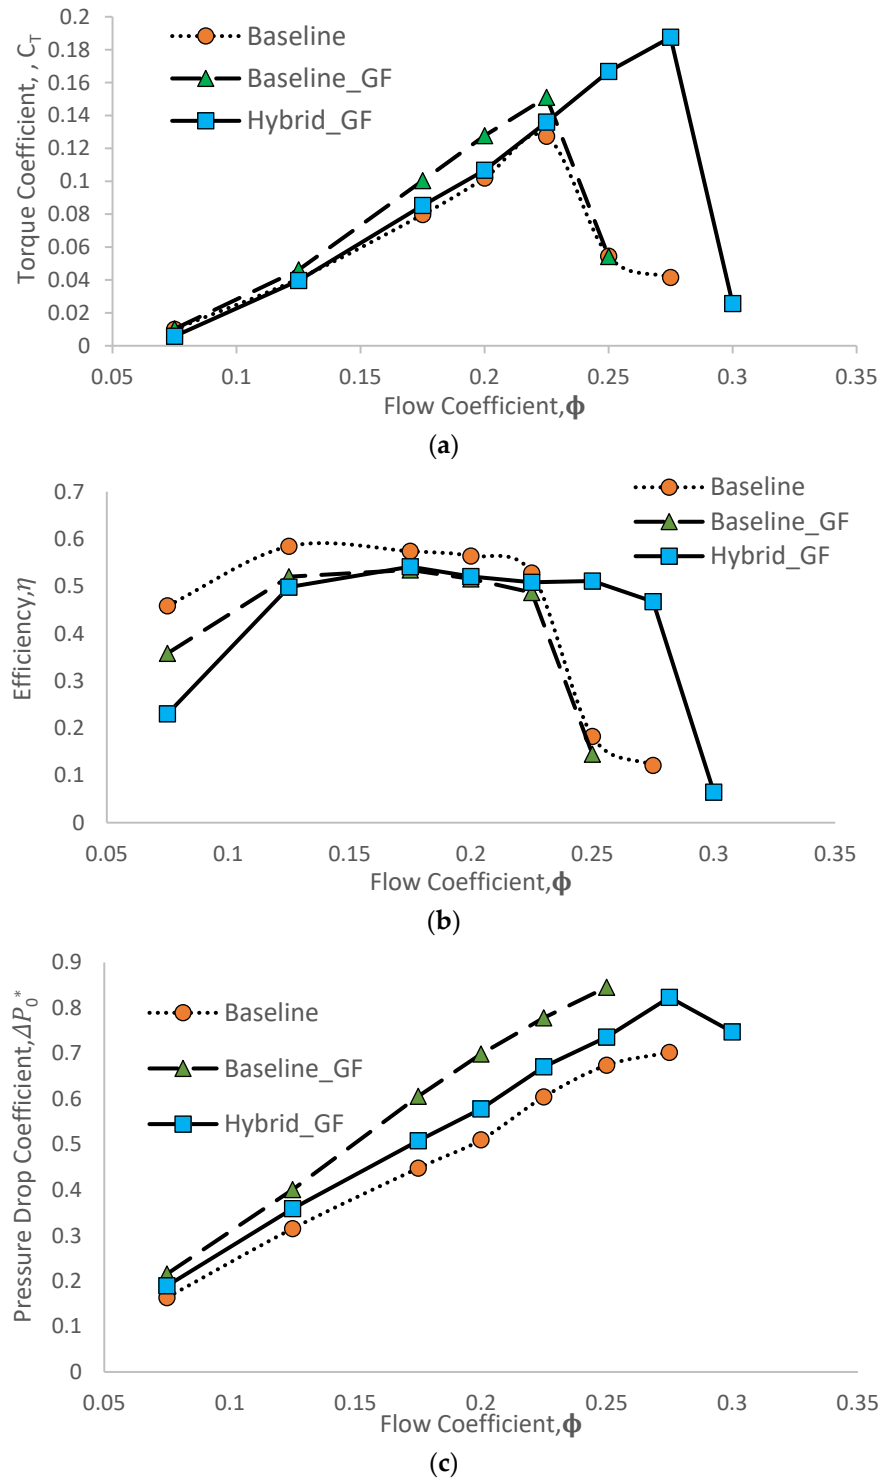 0.2
0.18
0.16
0.14
0.12
0.1
0.08
0.06
0.04
0.02
0
Torque Coefficient, , C_T
Baseline
Baseline_GF
Hybrid_GF
0.05 0.1 0.15 0.2 0.25 0.3 0.35
Flow Coefficient,ϕ
(a)
0.7
0.6
0.5
0.4
0.3
0.2
0.1
0
Efficiency,η
Baseline
Baseline_GF
Hybrid_GF
0.05 0.1 0.15 0.2 0.25 0.3 0.35
Flow Coefficient,ϕ
(b)
0.9
0.8
0.7
0.6
0.5
0.4
0.3
0.2
0.1
0
Pressure Drop Coefficient,ΔP₀*
Baseline
Baseline_GF
Hybrid_GF
0.05 0.1 0.15 0.2 0.25 0.3 0.35
Flow Coefficient,ϕ
(c)